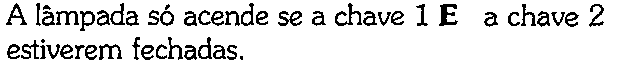 A lâmpada só acende se a chave 1 E a chave 2
estiverem fechadas.